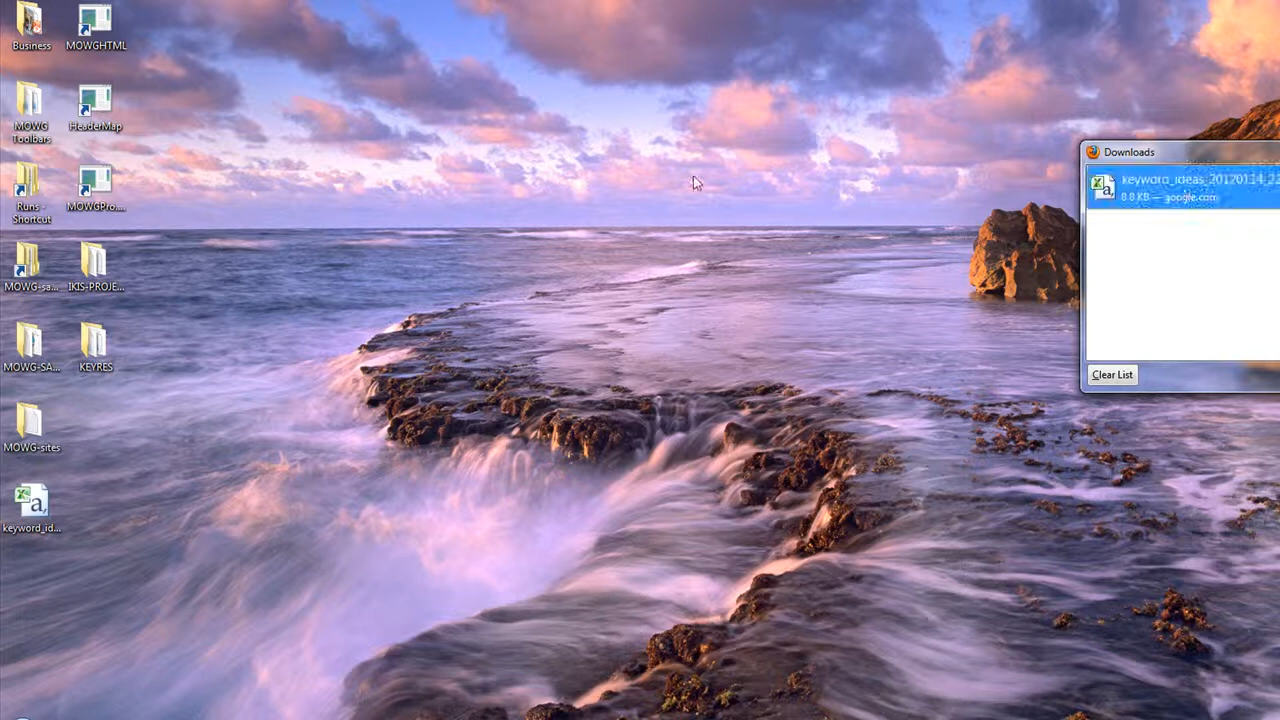 Business
MOWGHTML
MOWG
Toolbars
HeaderMap
Runs -
Shortcut
MOWGPro....
MOWG-sa...
IKIS-PROJE...
MOWG-SA...
KEYRES
MOWG-sites
keyword_id...
Downloads
keyword_ideas_20120114_22
8.8 KB — google.com
Clear List